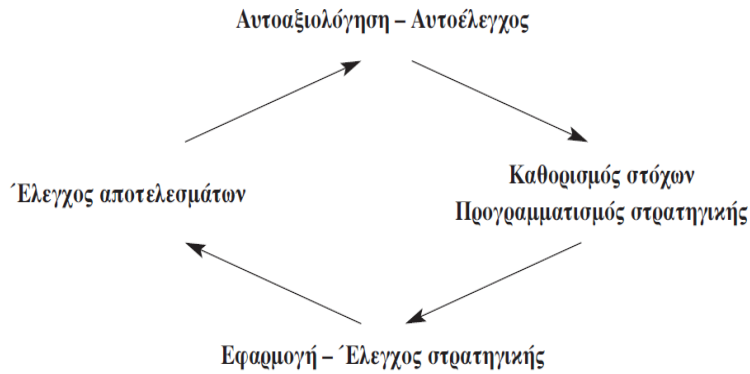 Αυτοαξιολόγηση – Αυτοέλεγχος
Καθορισμός στόχων
Προγραμματισμός στρατηγικής
Έλεγχος αποτελεσμάτων
Εφαρμογή – Έλεγχος στρατηγικής